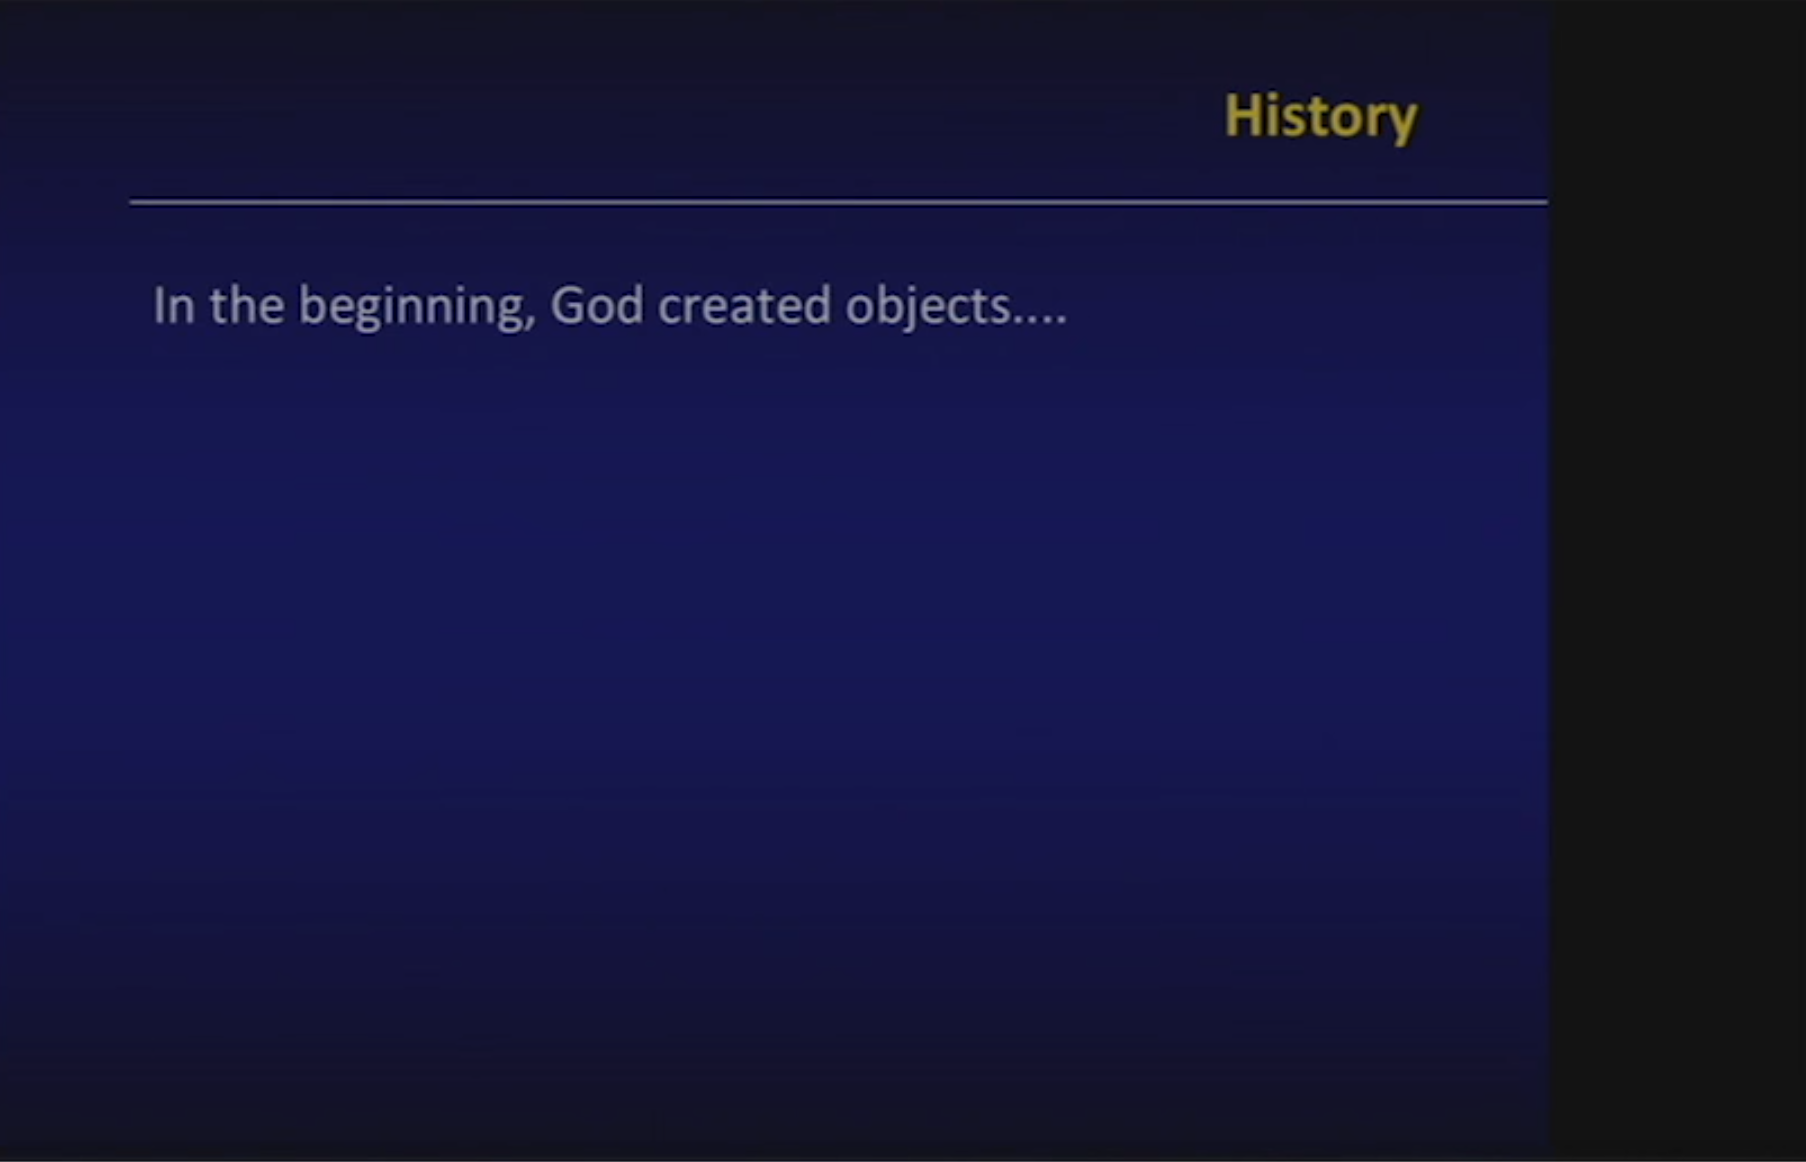 History
In the beginning, God created objects....